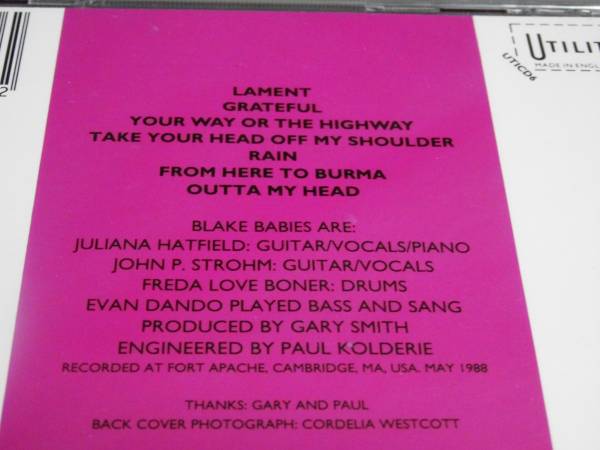 2
UTILIT
MADE IN ENGL
UTICD6
LAMENT
GRATEFUL
YOUR WAY OR THE HIGHWAY
TAKE YOUR HEAD OFF MY SHOULDER
RAIN
FROM HERE TO BURMA
OUTTA MY HEAD
BLAKE BABIES ARE:
JULIANA HATFIELD: GUITAR/VOCALS/PIANO
JOHN P. STROHM: GUITAR/VOCALS
FREDA LOVE BONER: DRUMS
EVAN DANDO PLAYED BASS AND SANG
PRODUCED BY GARY SMITH
ENGINEERED BY PAUL KOLDERIE
RECORDED AT FORT APACHE, CAMBRIDGE, MA, USA. MAY 1988
THANKS: GARY AND PAUL
BACK COVER PHOTOGRAPH: CORDELIA WESTCOTT